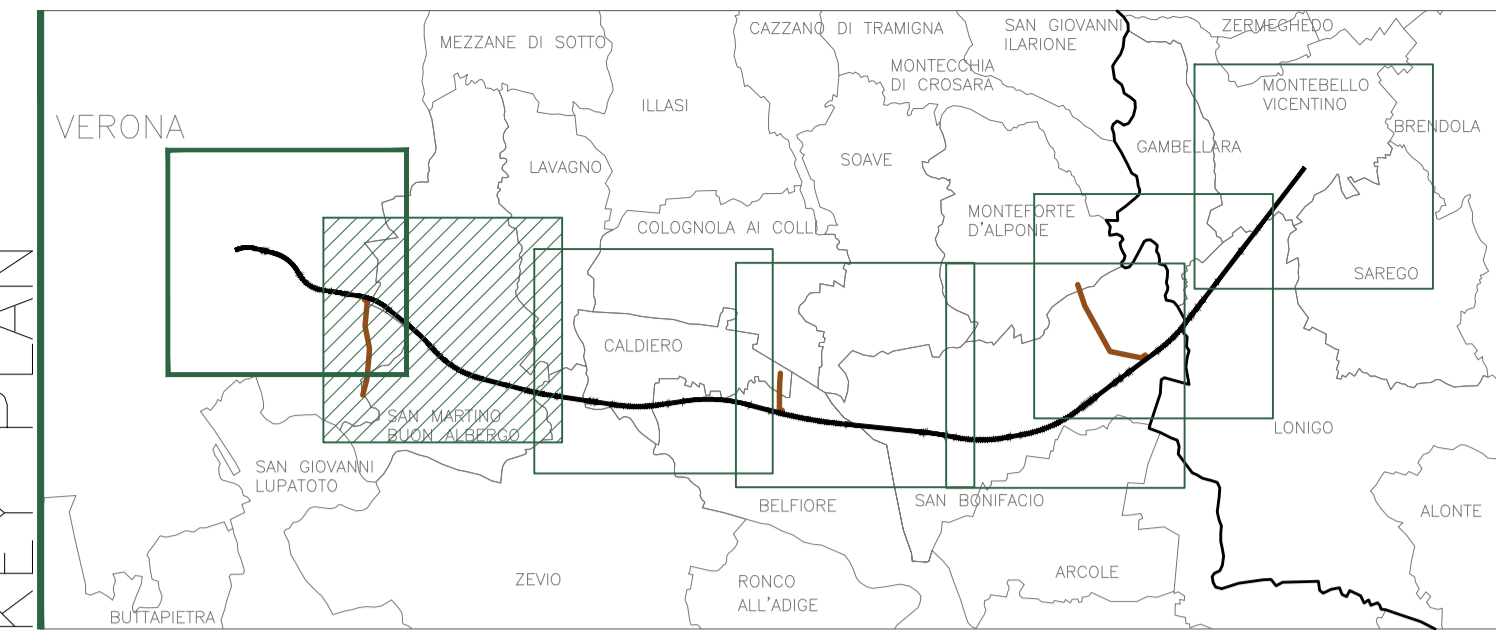 KEY PLAN
MEZZANE DI SOTTO
CAZZANO DI TRAMIGNA
SAN GIOVANNI
ILARIONE
ZERMEGHEDO
MONTECCHIA
DI CROSARA
MONTEBELLO
VICENTINO
ILLASI
VERONA
BRENDOLA
GAMBELLARA
LAVAGNO
SOAVE
MONTEFORTE
D'ALPONE
COLOGNOLA AI COLLI
SAREGO
CALDIERO
SAN MARTINO
BUON ALBERGO
LONIGO
SAN GIOVANNI
LUPATOTO
BELFIORE
SAN BONIFACIO
ALONTE
ZEVIO
RONCO
ALL'ADIGE
ARCOLE
BUTTAPIETRA